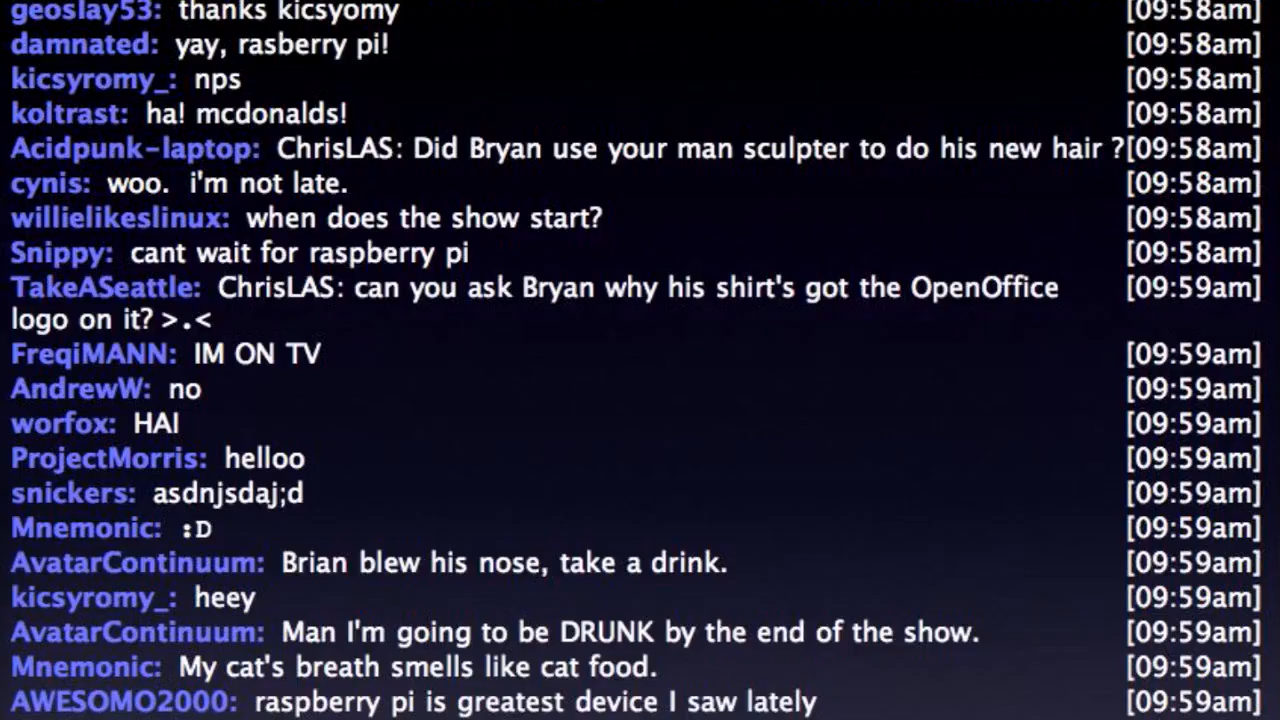 geoslay53: thanks kicsyomy [09:58am]
damnated: yay, rasberry pi! [09:58am]
kicsyromy_: nps [09:58am]
koltrast: ha! mcdonalds! [09:58am]
Acidpunk-laptop: ChrisLAS: Did Bryan use your man sculpter to do his new hair ?[09:58am]
cynis: woo. i'm not late. [09:58am]
willielikeslinux: when does the show start? [09:58am]
Snippy: cant wait for raspberry pi [09:58am]
TakeASeattle: ChrisLAS: can you ask Bryan why his shirt's got the OpenOffice [09:59am]
logo on it? >.<
FreqiMANN: IM ON TV [09:59am]
AndrewW: no [09:59am]
worfox: HAI [09:59am]
ProjectMorris: helloo [09:59am]
snickers: asdnjsdaj;d [09:59am]
Mnemonic: :D [09:59am]
AvatarContinuum: Brian blew his nose, take a drink. [09:59am]
kicsyromy_: heey [09:59am]
AvatarContinuum: Man I'm going to be DRUNK by the end of the show. [09:59am]
Mnemonic: My cat's breath smells like cat food. [09:59am]
AWESOMO2000: raspberry pi is greatest device I saw lately [09:59am]